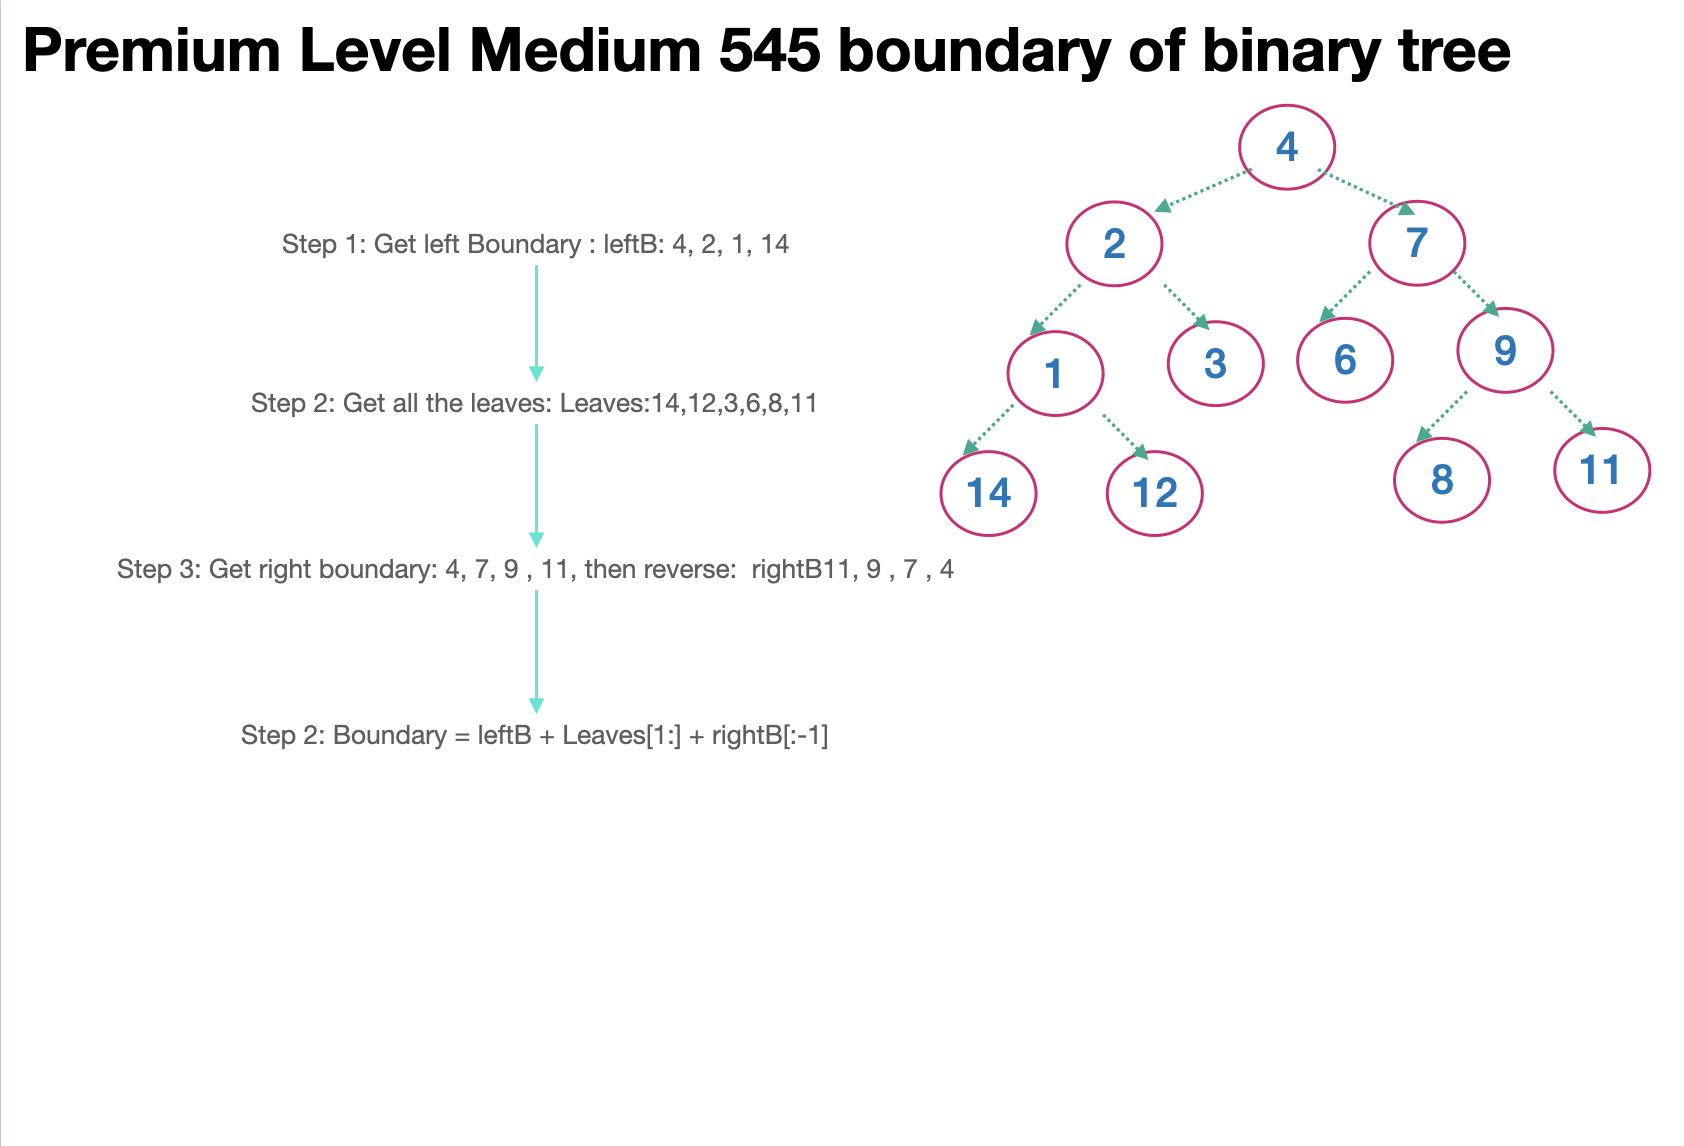 Premium Level Medium 545 boundary of binary tree
Step 1: Get left Boundary : leftB: 4, 2, 1, 14
Step 2: Get all the leaves: Leaves:14,12,3,6,8,11
Step 3: Get right boundary: 4, 7, 9 , 11, then reverse:  rightB11, 9 , 7 , 4
Step 2: Boundary = leftB + Leaves[1:] + rightB[:-1]
4
2
7
1
3
6
9
14
12
8
11